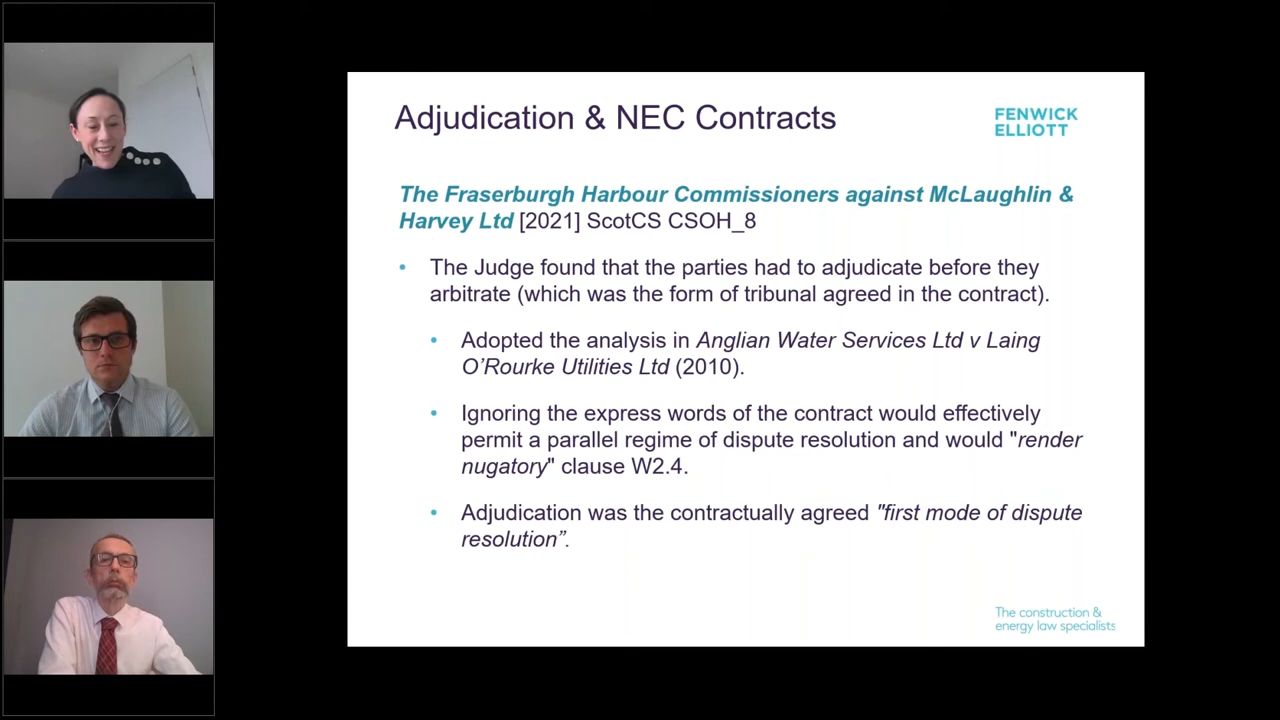 Adjudication & NEC Contracts
FENWICK
ELLIOTT
The Fraserburgh Harbour Commissioners against McLaughlin &
Harvey Ltd [2021] ScotCS CSOH_8
• The Judge found that the parties had to adjudicate before they
arbitrate (which was the form of tribunal agreed in the contract).
• Adopted the analysis in Anglian Water Services Ltd v Laing
O’Rourke Utilities Ltd (2010).
• Ignoring the express words of the contract would effectively
permit a parallel regime of dispute resolution and would "render
nugatory" clause W2.4.
• Adjudication was the contractually agreed "first mode of dispute
resolution”.
The construction &
energy law specialists